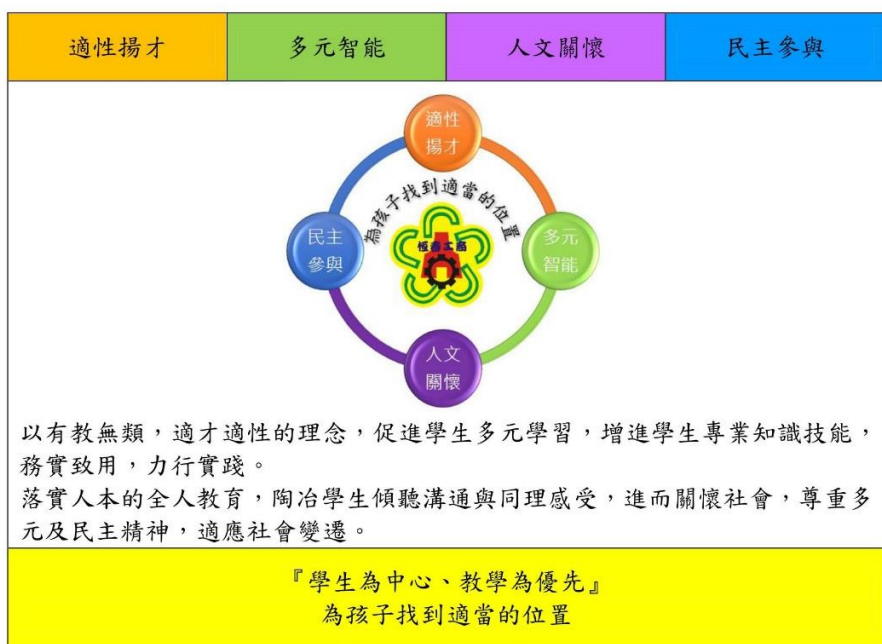 適性揚才
多元智能
人文關懷
民主參與
適性
揚才
為孩子找到適當的位置
民主
參與
恆春工商
多元
智能
人文
關懷
以有教無類，適才適性的理念，促進學生多元學習，增進學生專業知識技能，
務實致用，力行實踐。
落實人本的全人教育，陶冶學生傾聽溝通與同理感受，進而關懷社會，尊重多
元及民主精神，適應社會變遷。
『學生為中心、教學為優先』
為孩子找到適當的位置